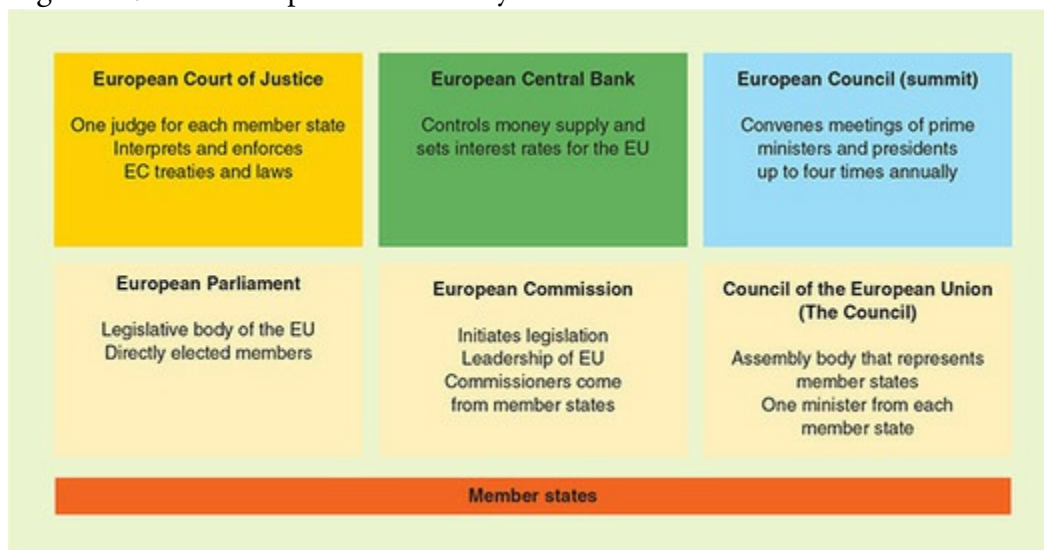 European Court of Justice
One judge for each member state
Interprets and enforces
EC treaties and laws
European Central Bank
Controls money supply and
sets interest rates for the EU
European Council (summit)
Convenes meetings of prime
ministers and presidents
up to four times annually
European Parliament
Legislative body of the EU
Directly elected members
European Commission
Initiates legislation
Leadership of EU
Commissioners come
from member states
Council of the European Union
(The Council)
Assembly body that represents
member states
One minister from each
member state
Member states